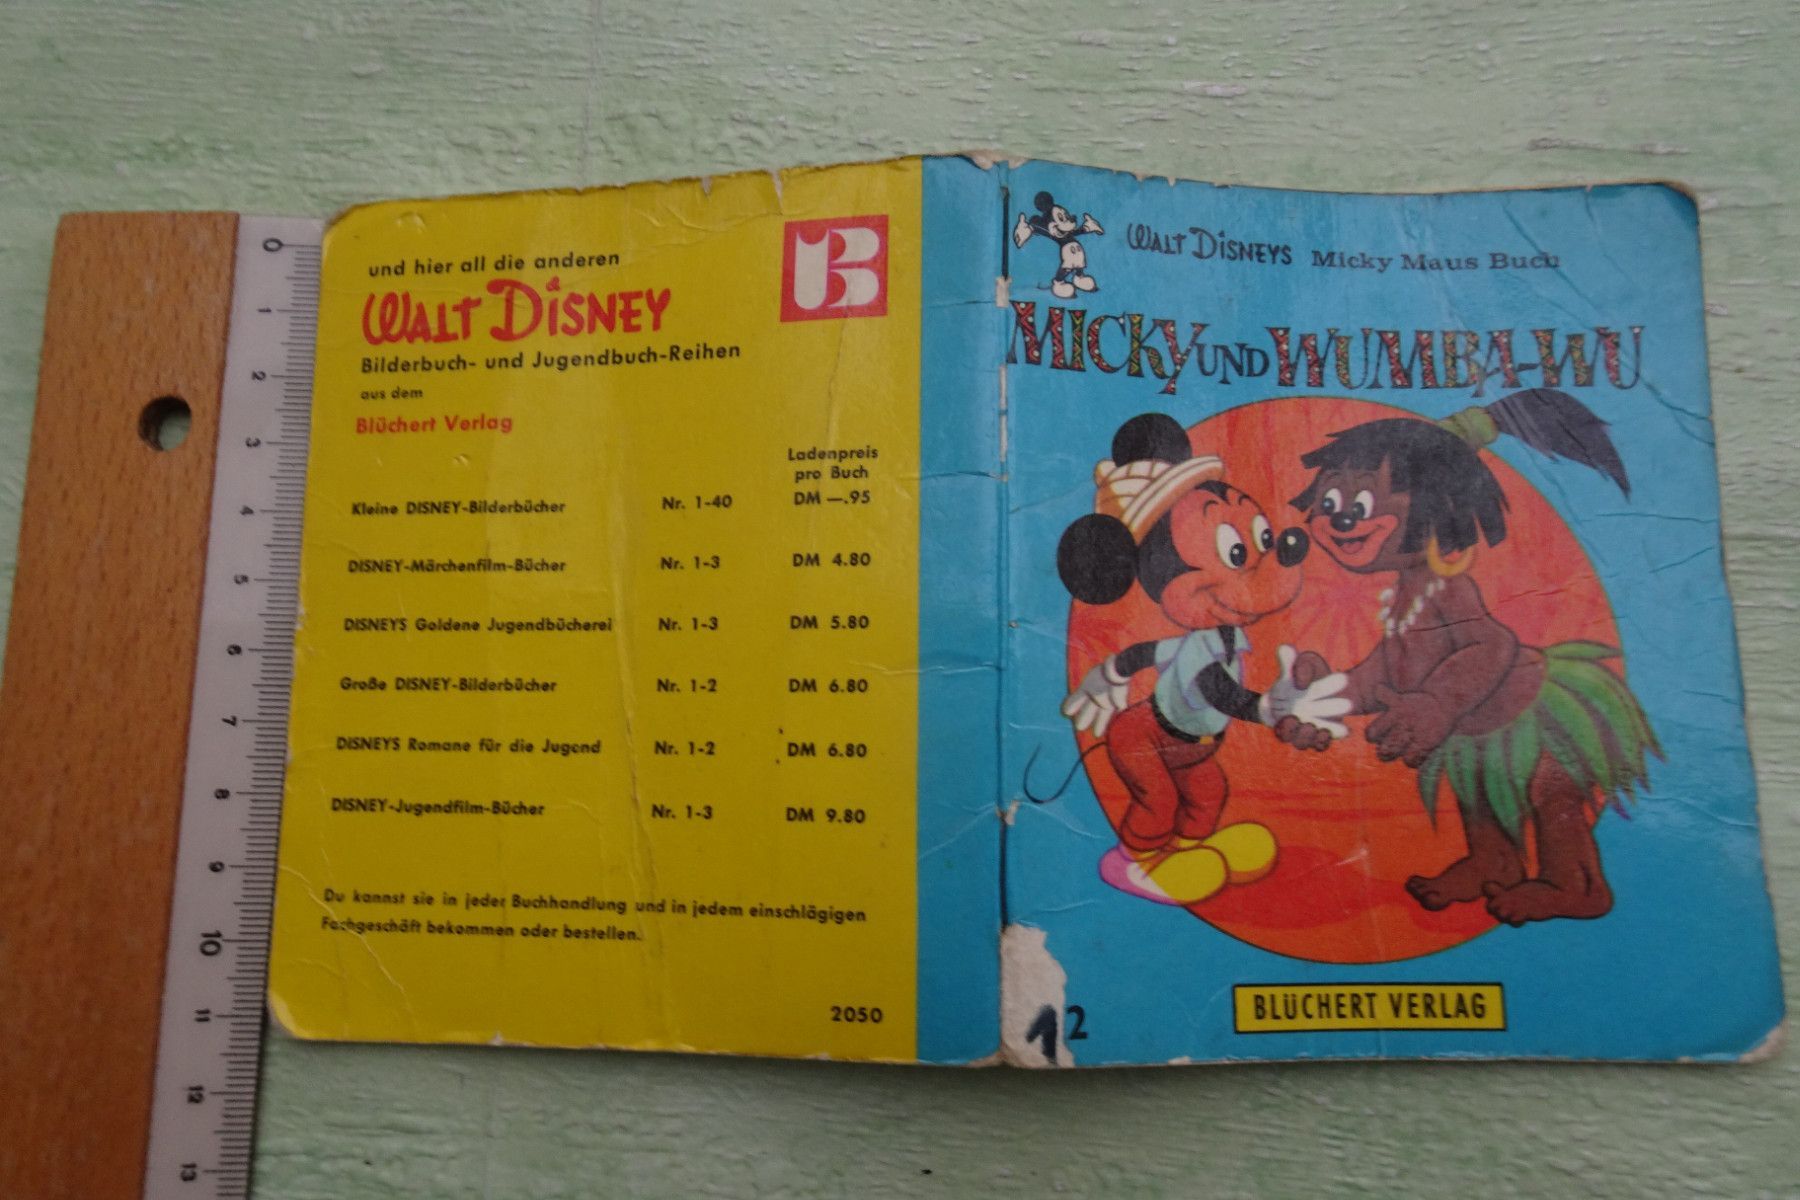 und hier all die anderen
WALT DISNEY
Bilderbuch- und Jugendbuch-Reihen
aus dem
Blüchert Verlag
B
Ladenpreis
pro Buch
Kleine DISNEY-Bilderbücher Nr. 1-40 DM —.95
DISNEY-Märchenfilm-Bücher Nr. 1-3 DM 4.80
DISNEYS Goldene Jugendbücherei Nr. 1-3 DM 5.80
Große DISNEY-Bilderbücher Nr. 1-2 DM 6.80
DISNEYS Romane für die Jugend Nr. 1-2 DM 6.80
DISNEY-Jugendfilm-Bücher Nr. 1-3 DM 9.80
Du kannst sie in jeder Buchhandlung und in jedem einschlägigen
Fachgeschäft bekommen oder bestellen.
2050
WALT DISNEYS Micky Maus Buch
MICKY UND WUMBA-WU
BLÜCHERT VERLAG
12
0
1
2
3
4
5
6
7
8
9
10
11
12
13